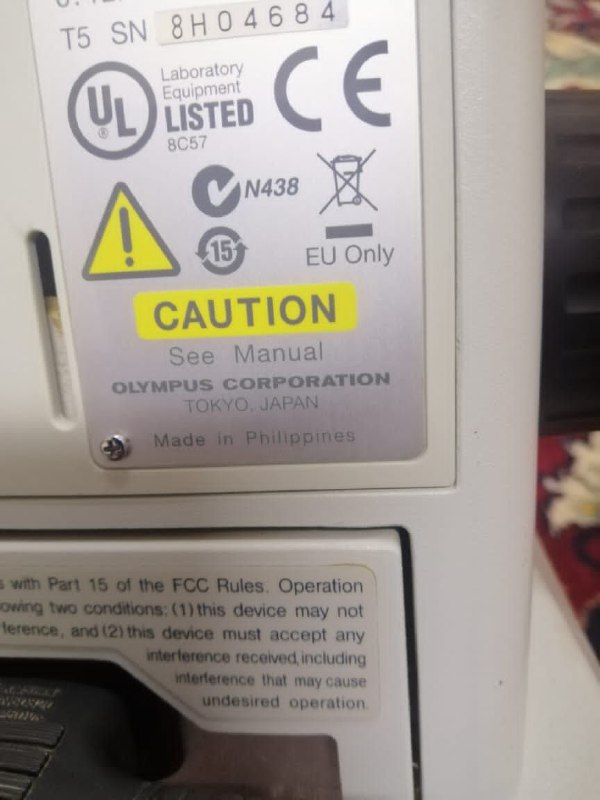 T5 SN 8H04684
UL
®
Laboratory
Equipment
LISTED
8C57
CE
N438
15
EU Only
CAUTION
See Manual
OLYMPUS CORPORATION
TOKYO, JAPAN
Made in Philippines
with Part 15 of the FCC Rules. Operation
owing two conditions: (1) this device may not
ference, and (2) this device must accept any
interference received, including
interference that may cause
undesired operation.